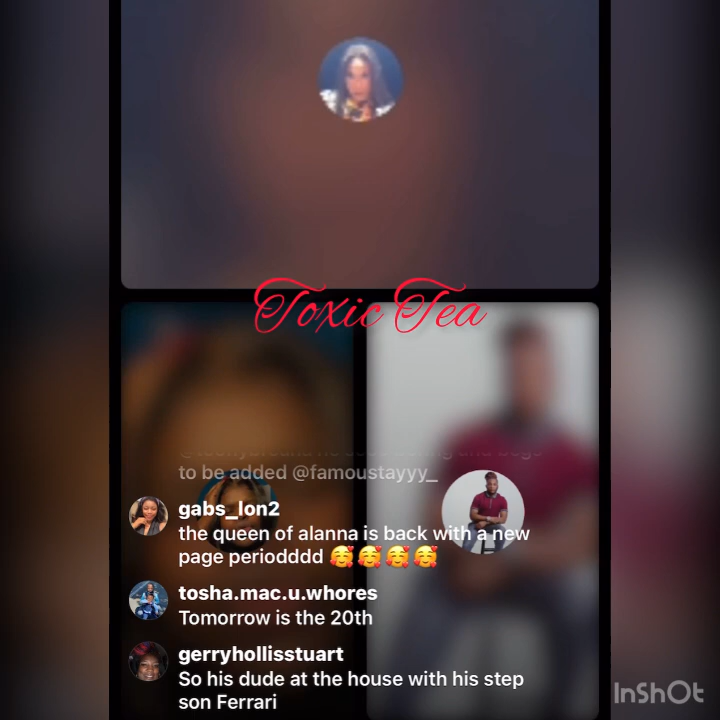 Toxic Tea
to be added @famoustayyy_
gabs_lon2
the queen of alanna is back with a new
page periodddd 🥰🥰🥰🥰
tosha.mac.u.whores
Tomorrow is the 20th
gerryhollisstuart
So his dude at the house with his step
son Ferrari
InShOt